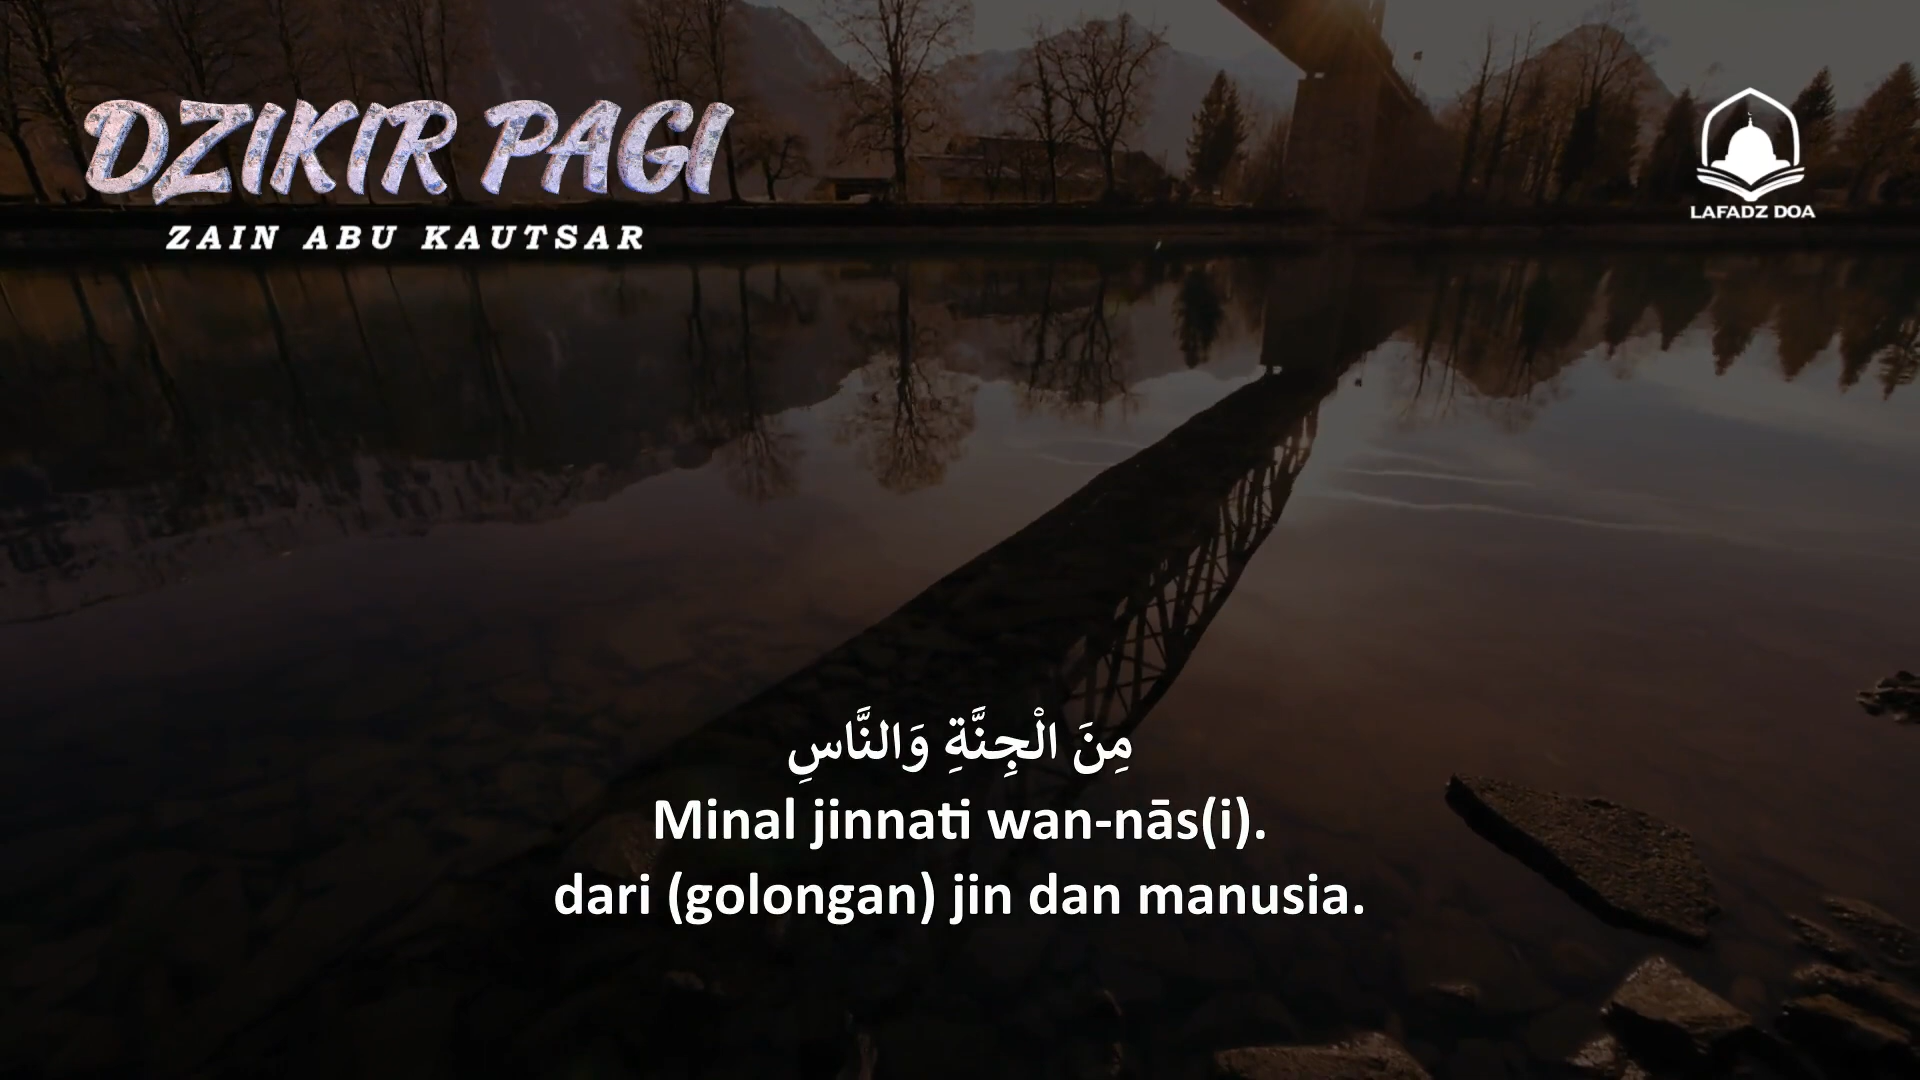 DZIKIR PAGI
ZAIN ABU KAUTSAR
LAFADZ DOA
مِنَ الْجِنَّةِ وَالنَّاسِ
Minal jinnati wan-nās(i).
dari (golongan) jin dan manusia.